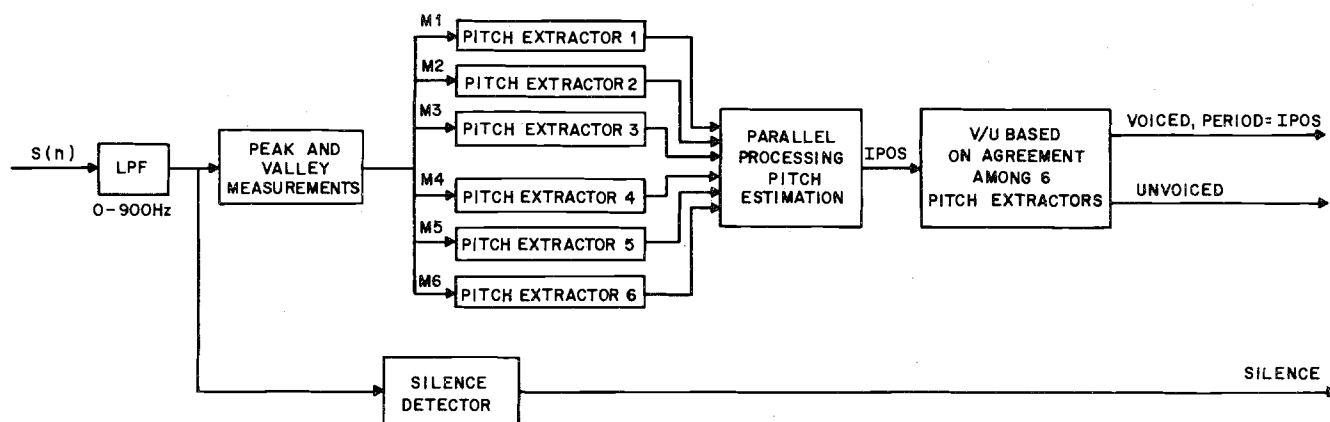 M1
PITCH EXTRACTOR 1
M2
PITCH EXTRACTOR 2
M3
PITCH EXTRACTOR 3
M4
PITCH EXTRACTOR 4
M5
PITCH EXTRACTOR 5
M6
PITCH EXTRACTOR 6
S(n)
LPF
0-900Hz
PEAK AND
VALLEY
MEASUREMENTS
PARALLEL
PROCESSING
PITCH
ESTIMATION
IPOS
V/U BASED
ON AGREEMENT
AMONG 6
PITCH EXTRACTORS
VOICED, PERIOD=IPOS
UNVOICED
SILENCE
DETECTOR
SILENCE